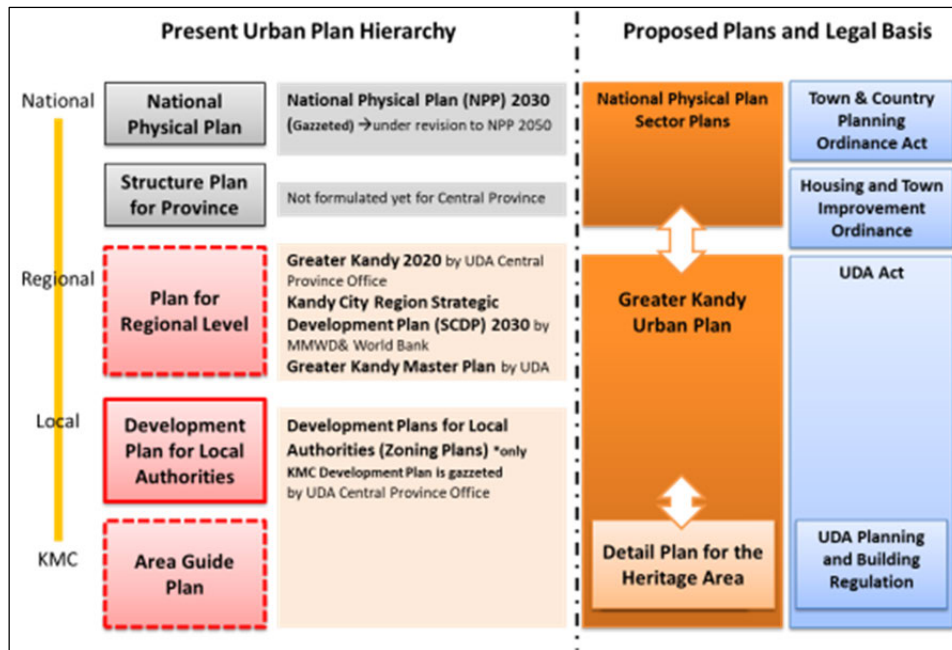 Present Urban Plan Hierarchy
Proposed Plans and Legal Basis
National
National
Physical Plan
National Physical Plan (NPP) 2030
(Gazzeted) →under revision to NPP 2050
Structure Plan
for Province
Not formulated yet for Central Province
Regional
Plan for
Regional Level
Greater Kandy 2020 by UDA Central
Province Office
Kandy City Region Strategic
Development Plan (SCDP) 2030 by
MMWD& World Bank
Greater Kandy Master Plan by UDA
Local
Development
Plan for Local
Authorities
Development Plans for Local
Authorities (Zoning Plans) *only
KMC Development Plan is gazzeted
by UDA Central Province Office
KMC
Area Guide
Plan
National Physical Plan
Sector Plans
Town & Country
Planning
Ordinance Act
Housing and Town
Improvement
Ordinance
Greater Kandy
Urban Plan
UDA Act
Detail Plan for the
Heritage Area
UDA Planning
and Building
Regulation